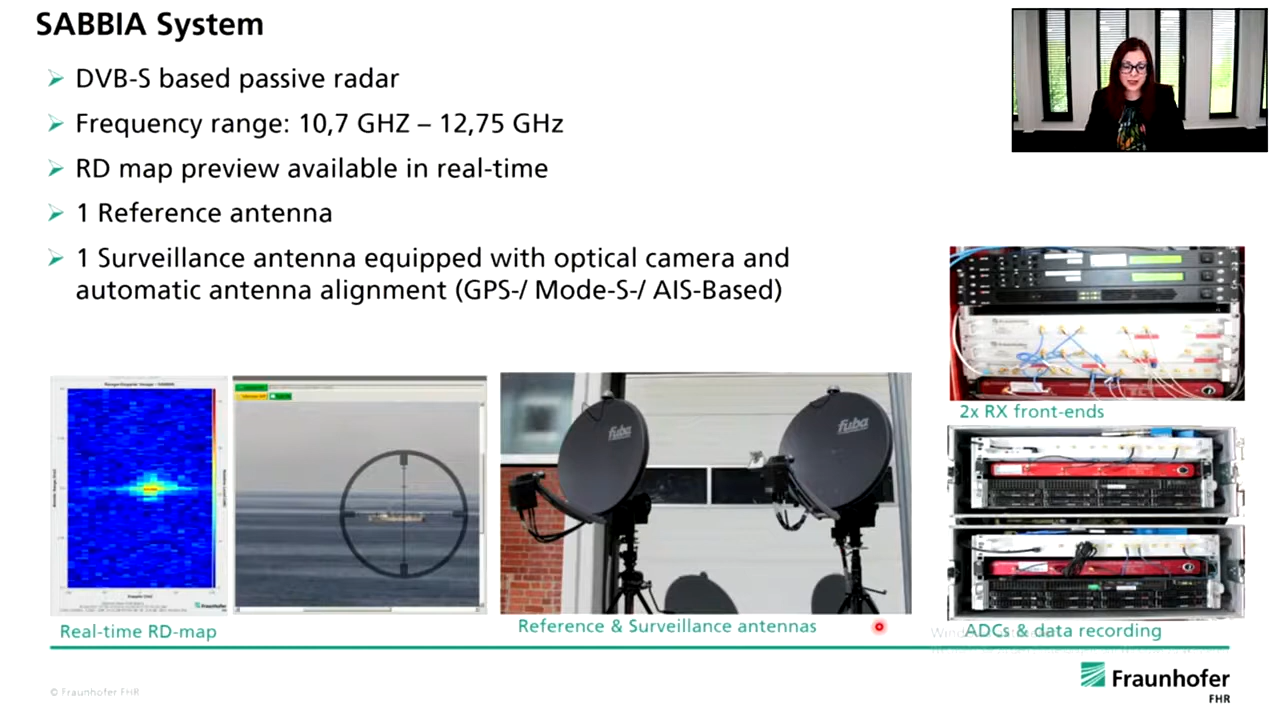 SABBIA System
DVB-S based passive radar
Frequency range: 10,7 GHZ – 12,75 GHz
RD map preview available in real-time
1 Reference antenna
1 Surveillance antenna equipped with optical camera and
automatic antenna alignment (GPS-/ Mode-S-/ AIS-Based)
fuba
fuba
2x RX front-ends
Real-time RD-map
Reference & Surveillance antennas
ADCs & data recording
© Fraunhofer FHR
Fraunhofer
FHR